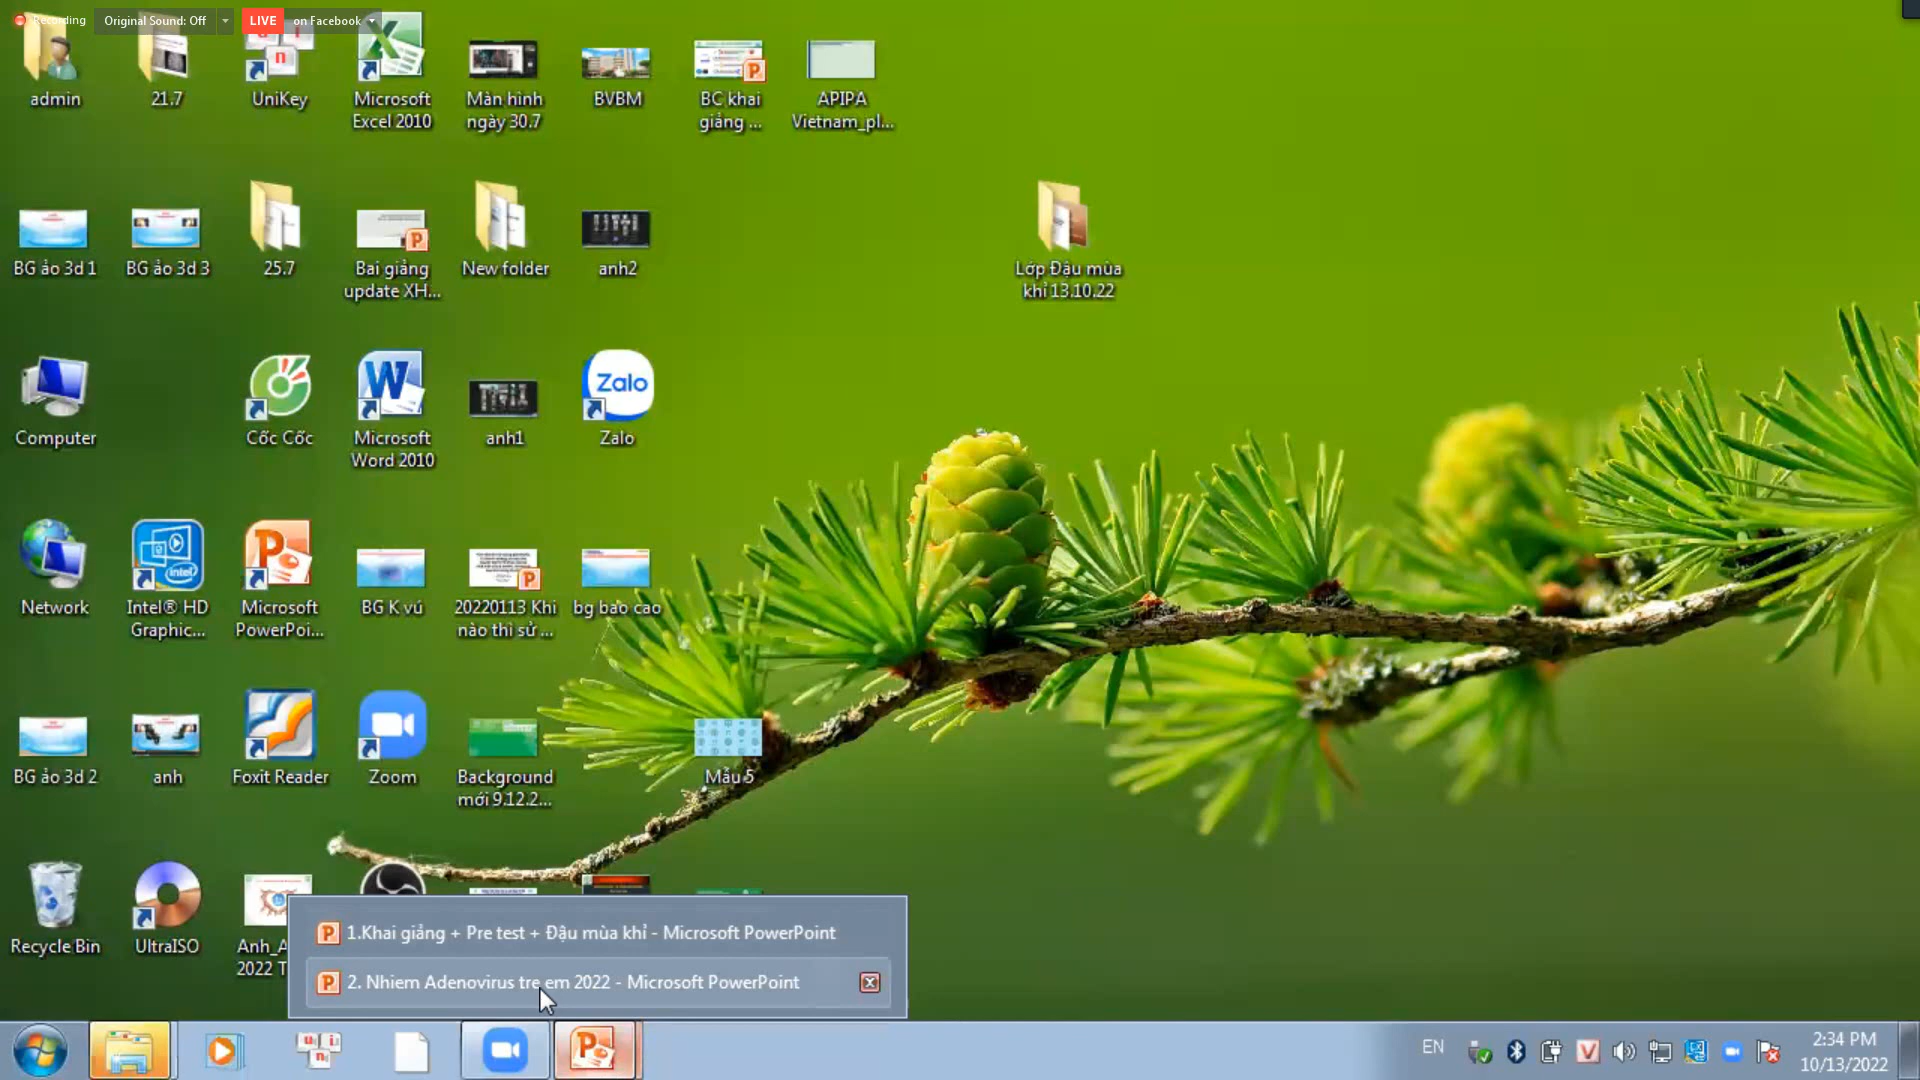 Recording
Original Sound: Off
LIVE
on Facebook
admin
21.7
UniKey
Microsoft
Excel 2010
Màn hình
ngày 30.7
BVBM
BC khai
giảng ...
APIPA
Vietnam_pl...
BG ảo 3d 1
BG ảo 3d 3
25.7
Bai giảng
update XH...
New folder
anh2
Lớp Đậu mùa
khỉ 13.10.22
Computer
Cốc Cốc
Microsoft
Word 2010
anh1
Zalo
Zalo
Network
intel
Intel® HD
Graphic...
Microsoft
PowerPoi...
BG K vú
20220113 Khi
nào thì sử ...
bg bao cao
BG ảo 3d 2
anh
Foxit Reader
Zoom
Background
mới 9.12.2...
Mẫu 5
Recycle Bin
UltraISO
Anh_A
2022 T
1.Khai giảng + Pre test + Đậu mùa khỉ - Microsoft PowerPoint
2. Nhiem Adenovirus tre em 2022 - Microsoft PowerPoint
EN
2:34 PM
10/13/2022